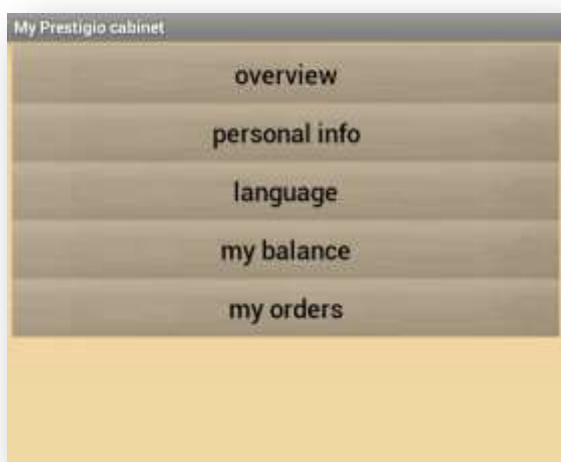 My Prestigio cabinet
overview
personal info
language
my balance
my orders